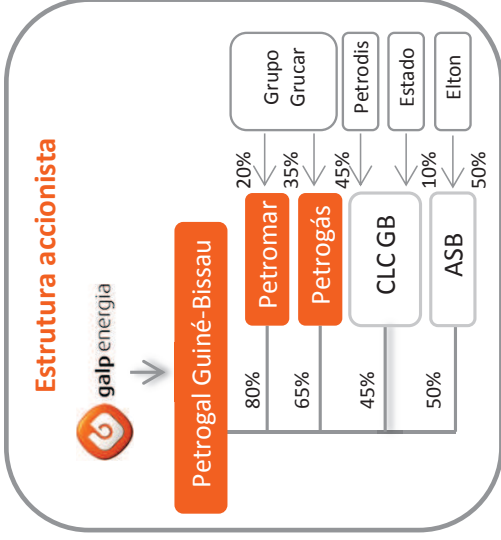 Estrutura accionista
galp energia
Petrogal Guiné-Bissau
80%
Petromar
20%
Grupo
Grucar
65%
Petrogás
35%
45%
CLC GB
45%
Petrodis
10%
Estado
50%
ASB
50%
Elton